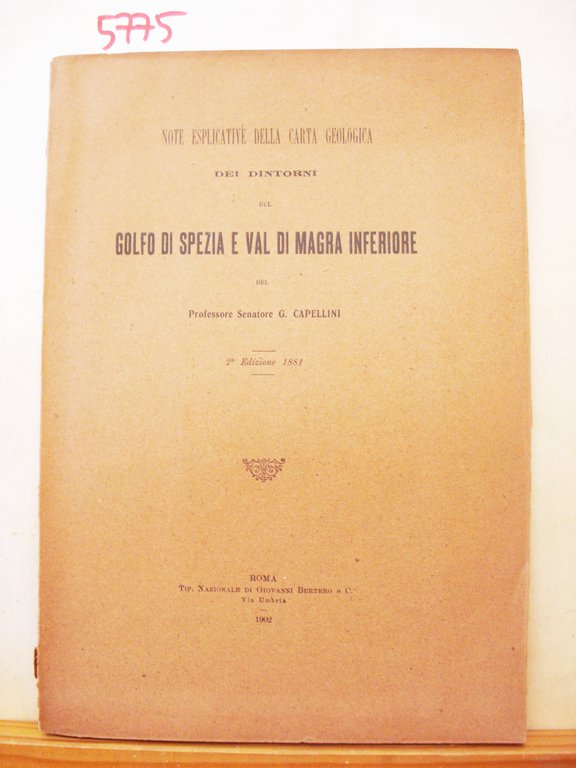 5775
NOTE ESPLICATIVE DELLA CARTA GEOLOGICA
DEI DINTORNI
DEL
GOLFO DI SPEZIA E VAL DI MAGRA INFERIORE
DEL
Professore Senatore G. CAPELLINI
2ª Edizione 1881
ROMA
Tip. Nazionale di Giovanni Bertero e C.
Via Umbria
1902